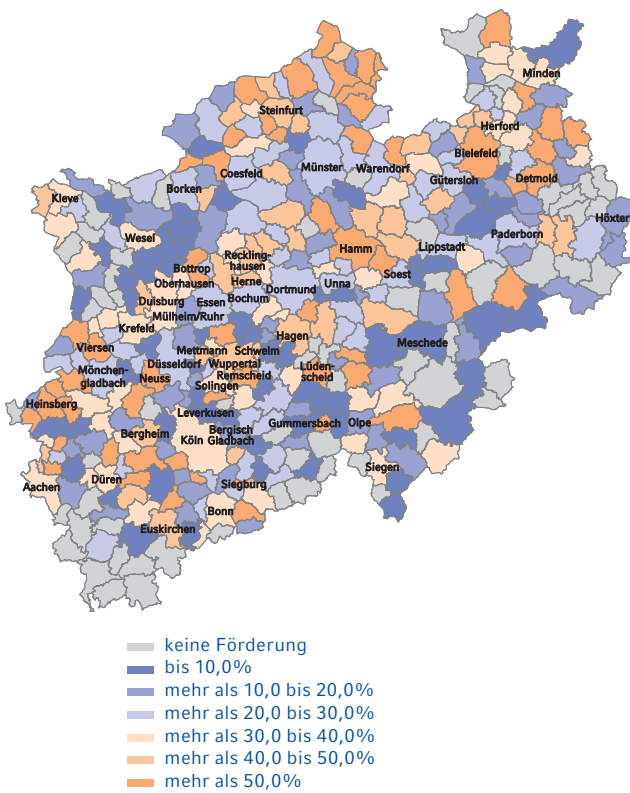 Minden
Steinfurt
Herford
Bielefeld
Münster
Warendorf
Coesfeld
Gütersloh
Detmold
Borken
Kleve
Höxter
Paderborn
Wesel
Lippstadt
Hamm
Reckling-
hausen
Bottrop
Soest
Oberhausen
Herne
Unna
Dortmund
Duisburg
Essen
Bochum
Mülheim/Ruhr
Krefeld
Hagen
Meschede
Viersen
Mettmann
Schwelm
Düsseldorf
Wuppertal
Lüden-
scheid
Mönchen-
gladbach
Neuss
Remscheid
Solingen
Heinsberg
Leverkusen
Gummersbach
Olpe
Bergisch
Gladbach
Bergheim
Köln
Siegen
Düren
Aachen
Siegburg
Bonn
Euskirchen
keine Förderung
bis 10,0%
mehr als 10,0 bis 20,0%
mehr als 20,0 bis 30,0%
mehr als 30,0 bis 40,0%
mehr als 40,0 bis 50,0%
mehr als 50,0%